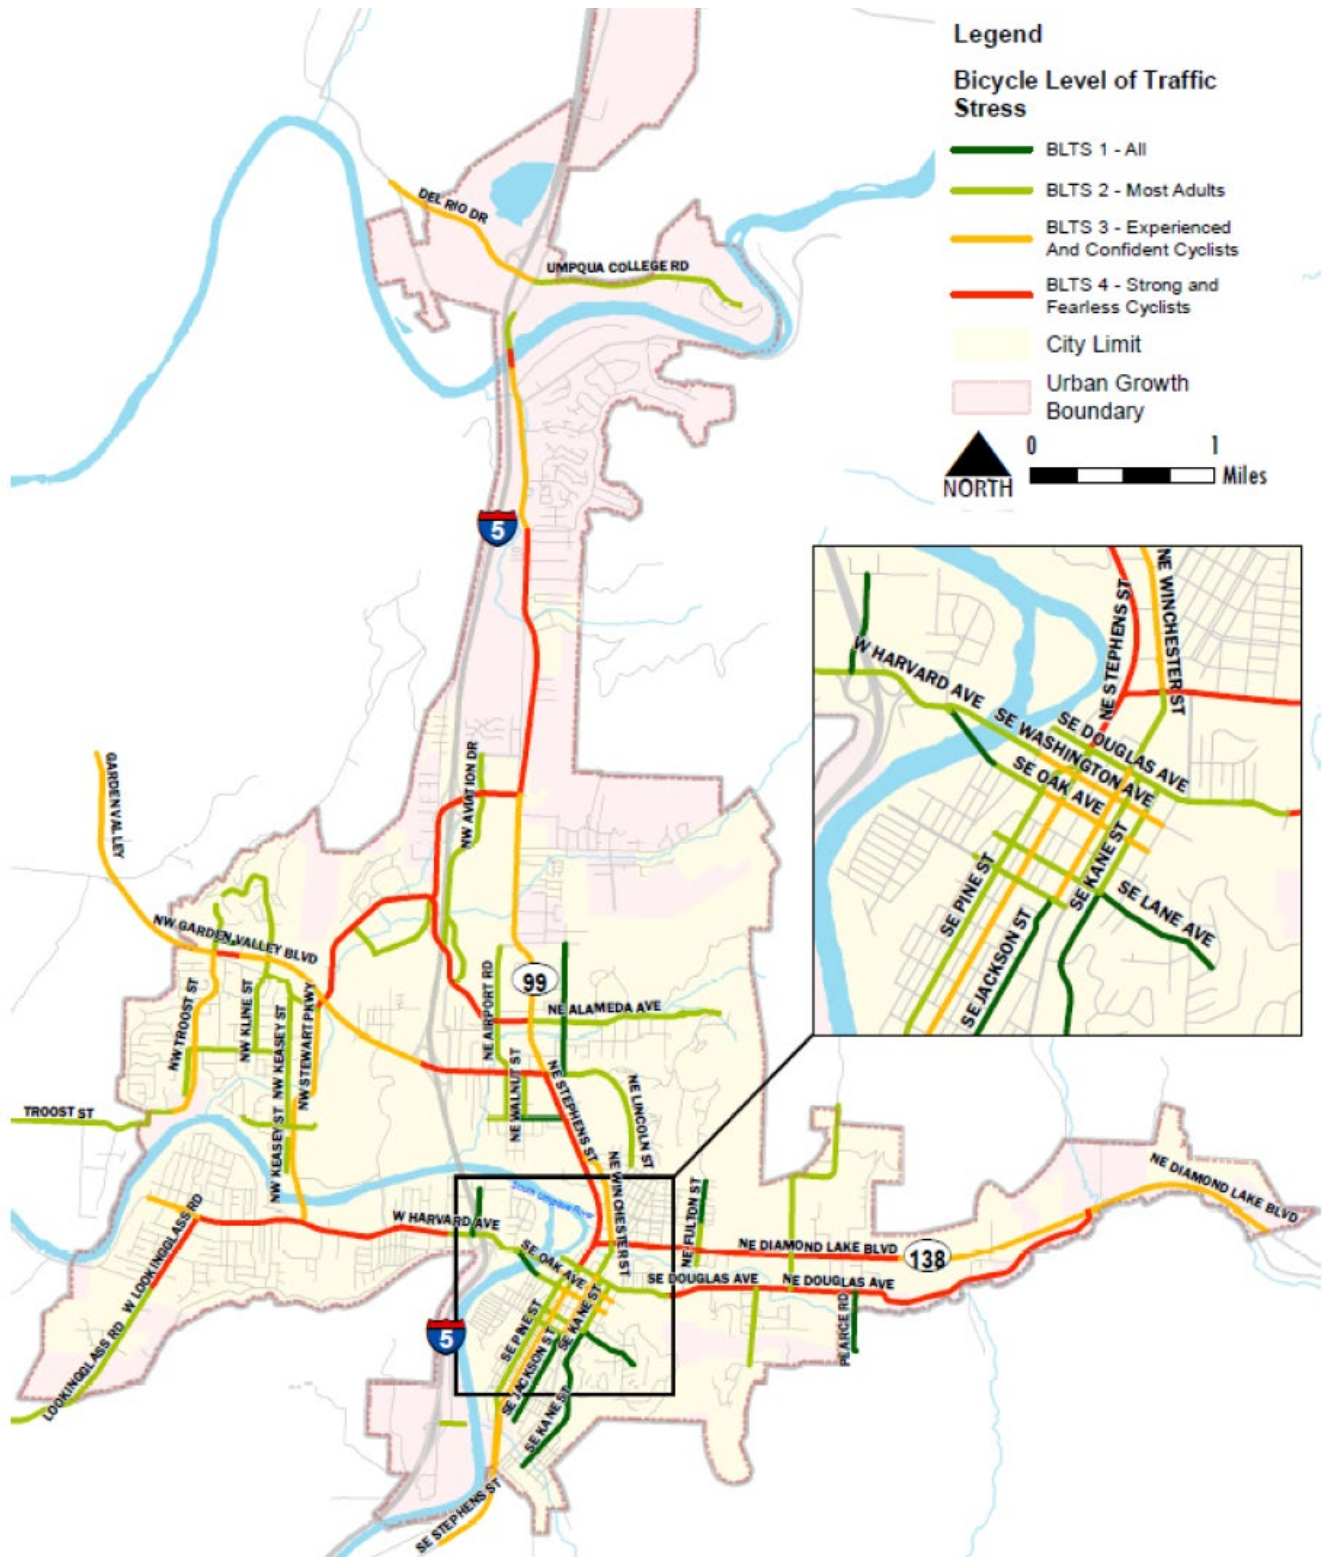 Legend
Bicycle Level of Traffic
Stress
BLTS 1 - All
BLTS 2 - Most Adults
BLTS 3 - Experienced
And Confident Cyclists
BLTS 4 - Strong and
Fearless Cyclists
City Limit
Urban Growth
Boundary
0 1
Miles
NORTH
DEL RIO DR
UMPQUA COLLEGE RD
5
NE STEPHENS ST
NE WINCHESTER ST
W HARVARD AVE
SE WASHINGTON AVE
SE DOUGLAS AVE
SE OAK AVE
SE PINE ST
SE KANE ST
SE LANE AVE
SE JACKSON ST
GARDEN VALLEY
NW AVIATION DR
NW GARDEN VALLEY BLVD
NW TROOST ST
NW KLINE ST
NW KEASEY ST
NW STEWART PKWY
NE AIRPORT RD
99
NE ALAMEDA AVE
NE WALNUT ST
NE STEPHENS ST
NE LINCOLN ST
TROOST ST
NW KEASEY ST
NE WINCHESTER ST
South Umpqua River
NE FULTON ST
NE DIAMOND LAKE BLVD
W LOOKINGGLASS RD
W HARVARD AVE
NE DIAMOND LAKE BLVD
138
SE OAK AVE
SE DOUGLAS AVE
NE DOUGLAS AVE
LOOKINGGLASS RD
5
SE PINE ST
SE KANE ST
PEARCE RD
SE JACKSON ST
SE KANE ST
SE STEPHENS ST